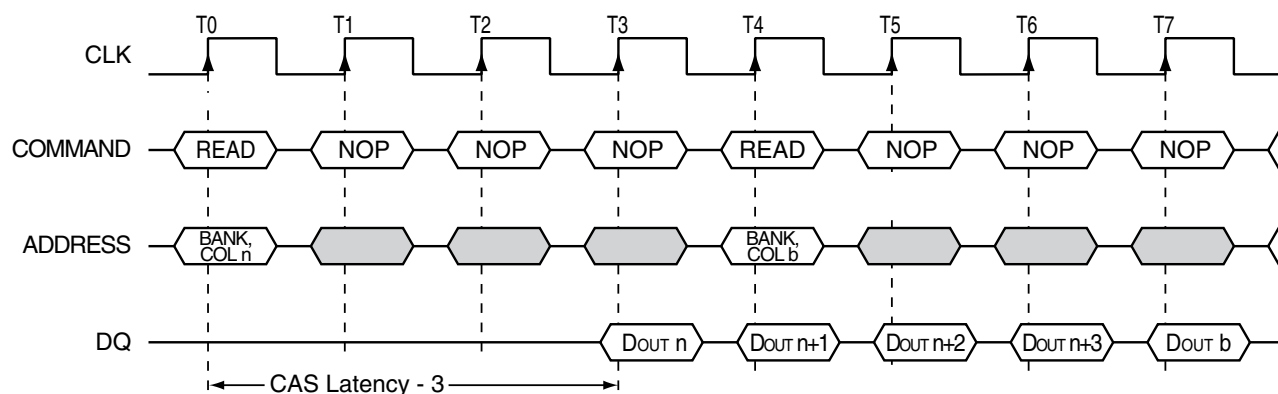 T0 T1 T2 T3 T4 T5 T6 T7
CLK
COMMAND READ NOP NOP NOP READ NOP NOP NOP
ADDRESS BANK, COL n BANK, COL b
DQ DOUT n DOUT n+1 DOUT n+2 DOUT n+3 DOUT b
CAS Latency - 3